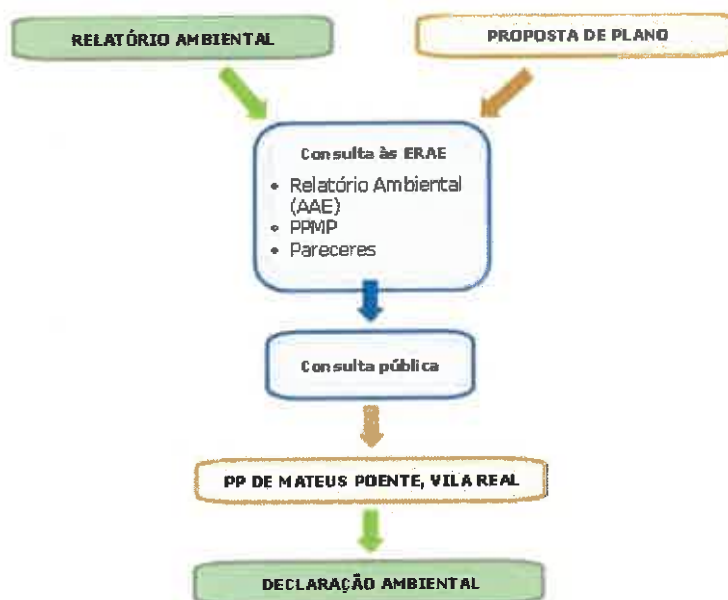 RELATÓRIO AMBIENTAL
PROPOSTA DE PLANO
Consulta às ERAE
• Relatório Ambiental
(AAE)
• PPMP
• Pareceres
Consulta pública
PP DE MATEUS POENTE, VILA REAL
DECLARAÇÃO AMBIENTAL